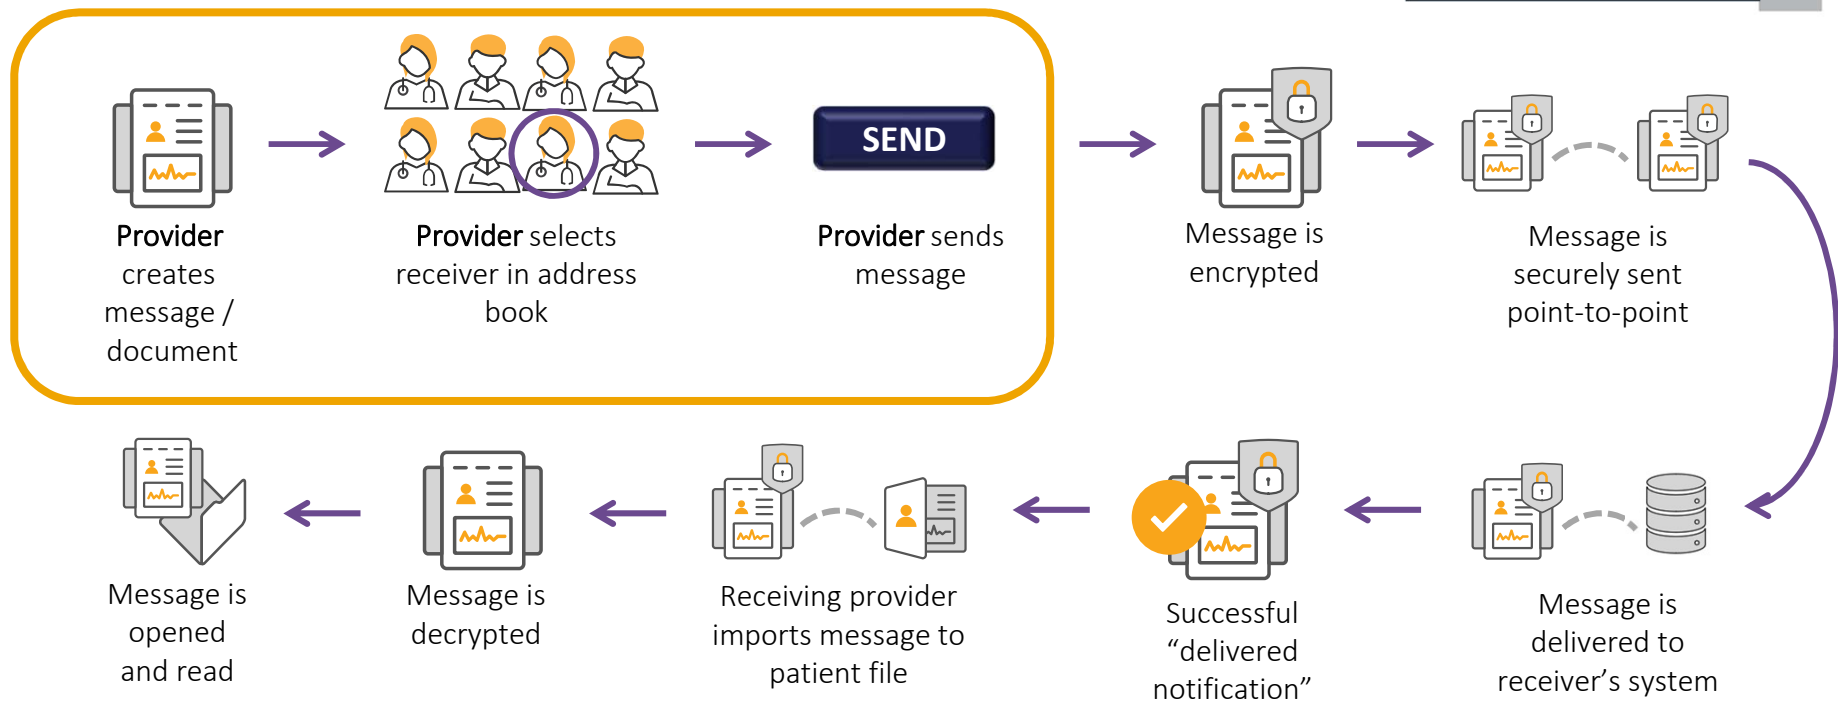 Provider
creates
message /
document
Provider selects
receiver in address
book
SEND
Provider sends
message
Message is
encrypted
Message is
securely sent
point-to-point
Message is
delivered to
receiver’s system
Successful
“delivered
notification”
Receiving provider
imports message to
patient file
Message is
decrypted
Message is
opened
and read